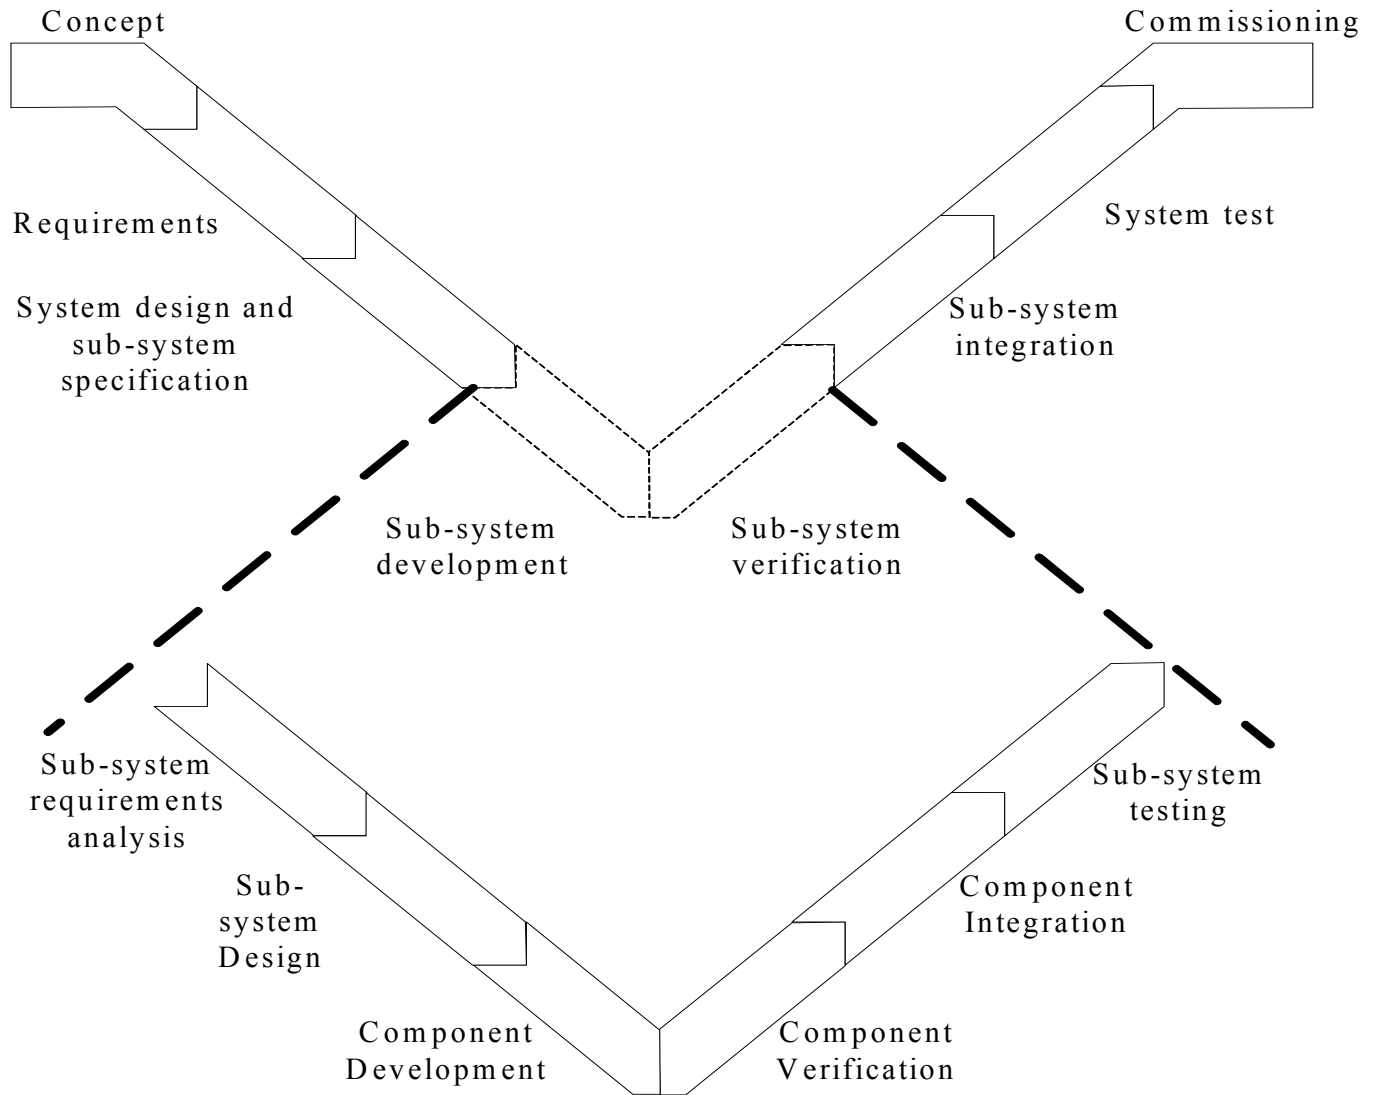 Concept
Commissioning
Requirements
System test
System design and
sub-system
specification
Sub-system
integration
Sub-system
development
Sub-system
verification
Sub-system
requirements
analysis
Sub-system
testing
Sub-
system
Design
Component
Integration
Component
Development
Component
Verification